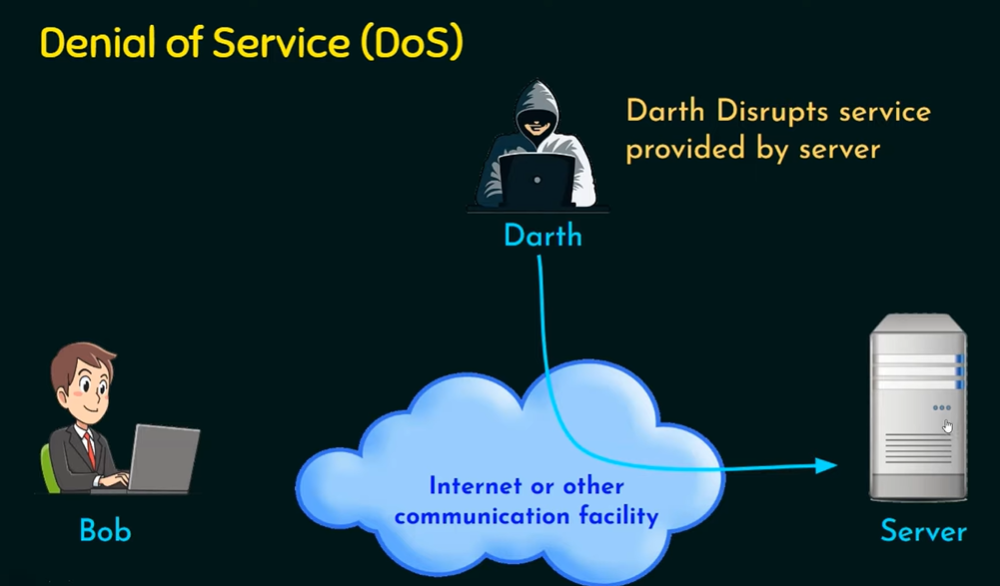 Denial of Service (DoS)
Darth Disrupts service
provided by server
Darth
Internet or other
communication facility
Bob
Server